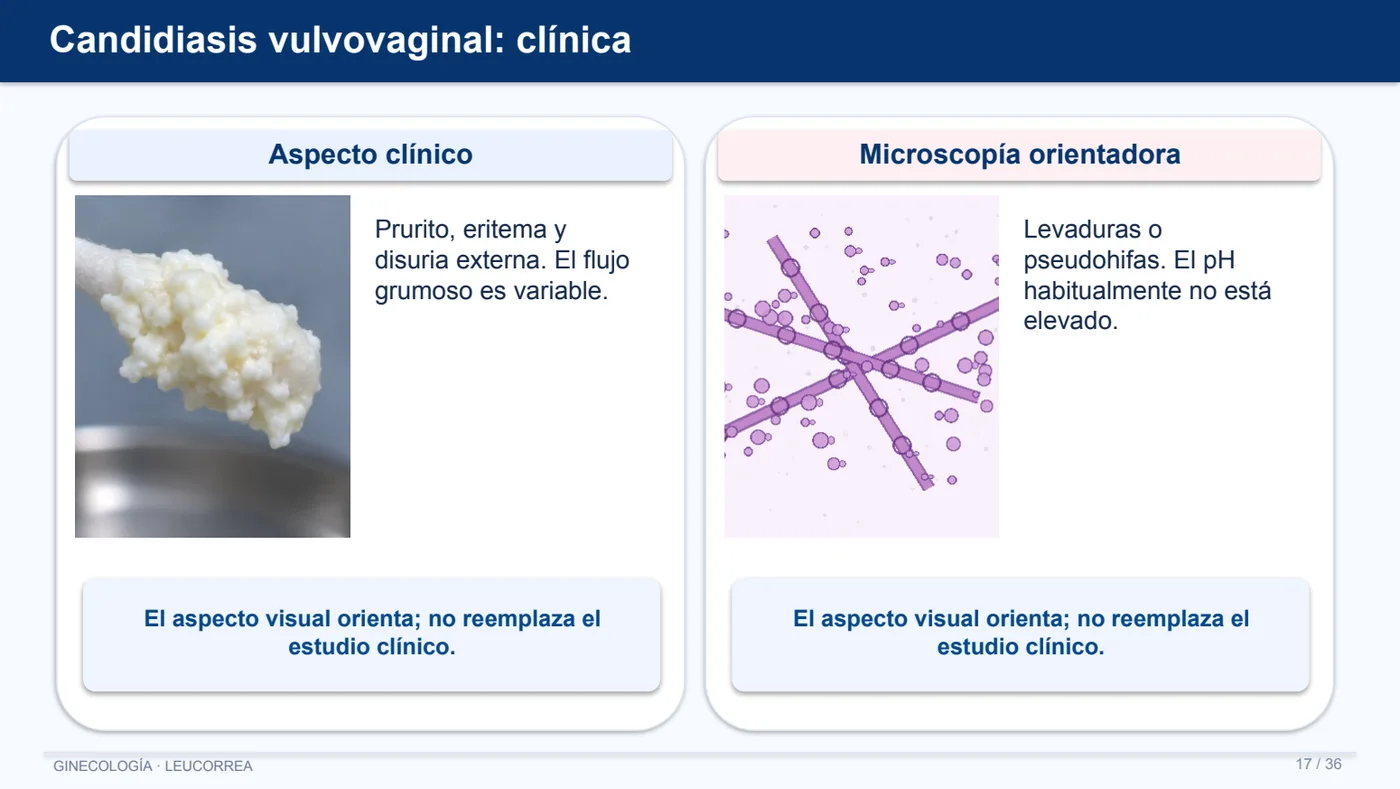 Candidiasis vulvovaginal: clínica
Aspecto clínico
Prurito, eritema y
disuria externa. El flujo
grumoso es variable.
El aspecto visual orienta; no reemplaza el
estudio clínico.
Microscopía orientadora
Levaduras o
pseudohifas. El pH
habitualmente no está
elevado.
El aspecto visual orienta; no reemplaza el
estudio clínico.
GINECOLOGÍA · LEUCORREA
17 / 36